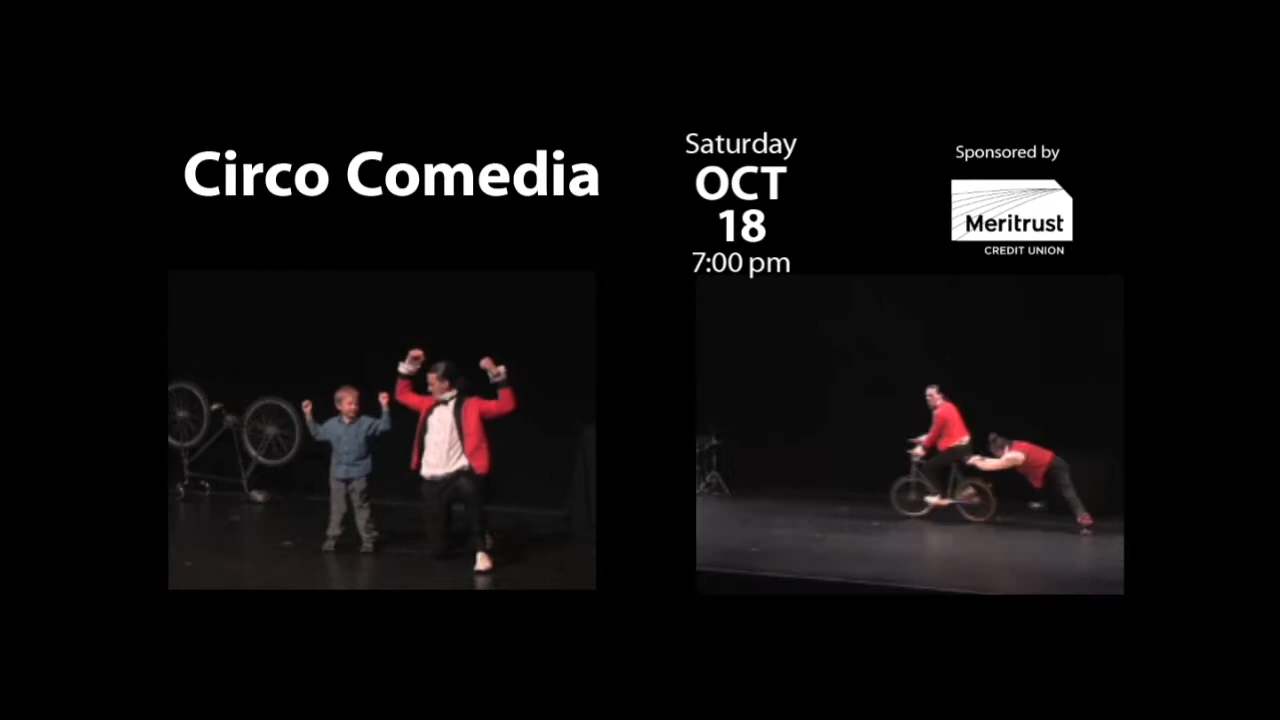 Circo Comedia
Saturday
OCT
18
7:00 pm
Sponsored by
Meritrust
CREDIT UNION